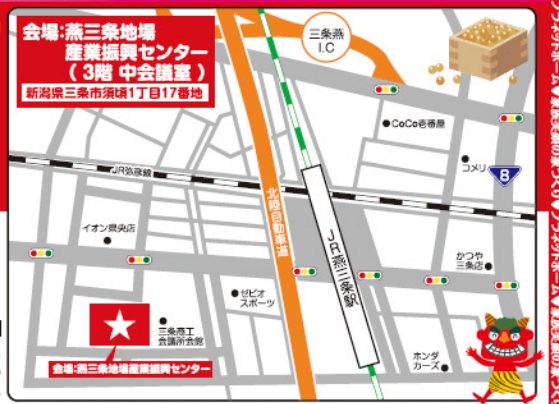 会場:燕三条地場
産業振興センター
( 3階 中会議室 )
新潟県三条市須頃1丁目17番地
三条燕
I.C
CoCo壱番屋
コメリ
8
JR弥彦線
北陸自動車道
JR燕三条駅
イオン県央店
かつや
三条店
ゼビオ
スポーツ
三条商工
会議所会館
ホンダ
カーズ
会場:燕三条地場産業振興センター